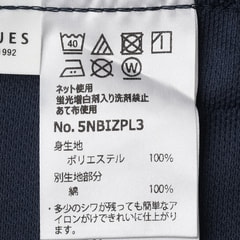 UES
1992
40
ネット使用
蛍光増白剤入り洗剤禁止
あて布使用
No. 5NBIZPL3
身生地
ポリエステル 100%
別生地部分
綿 100%
・多少のシワが残っても簡単なア
イロンがけできれいに仕上がり
ます。